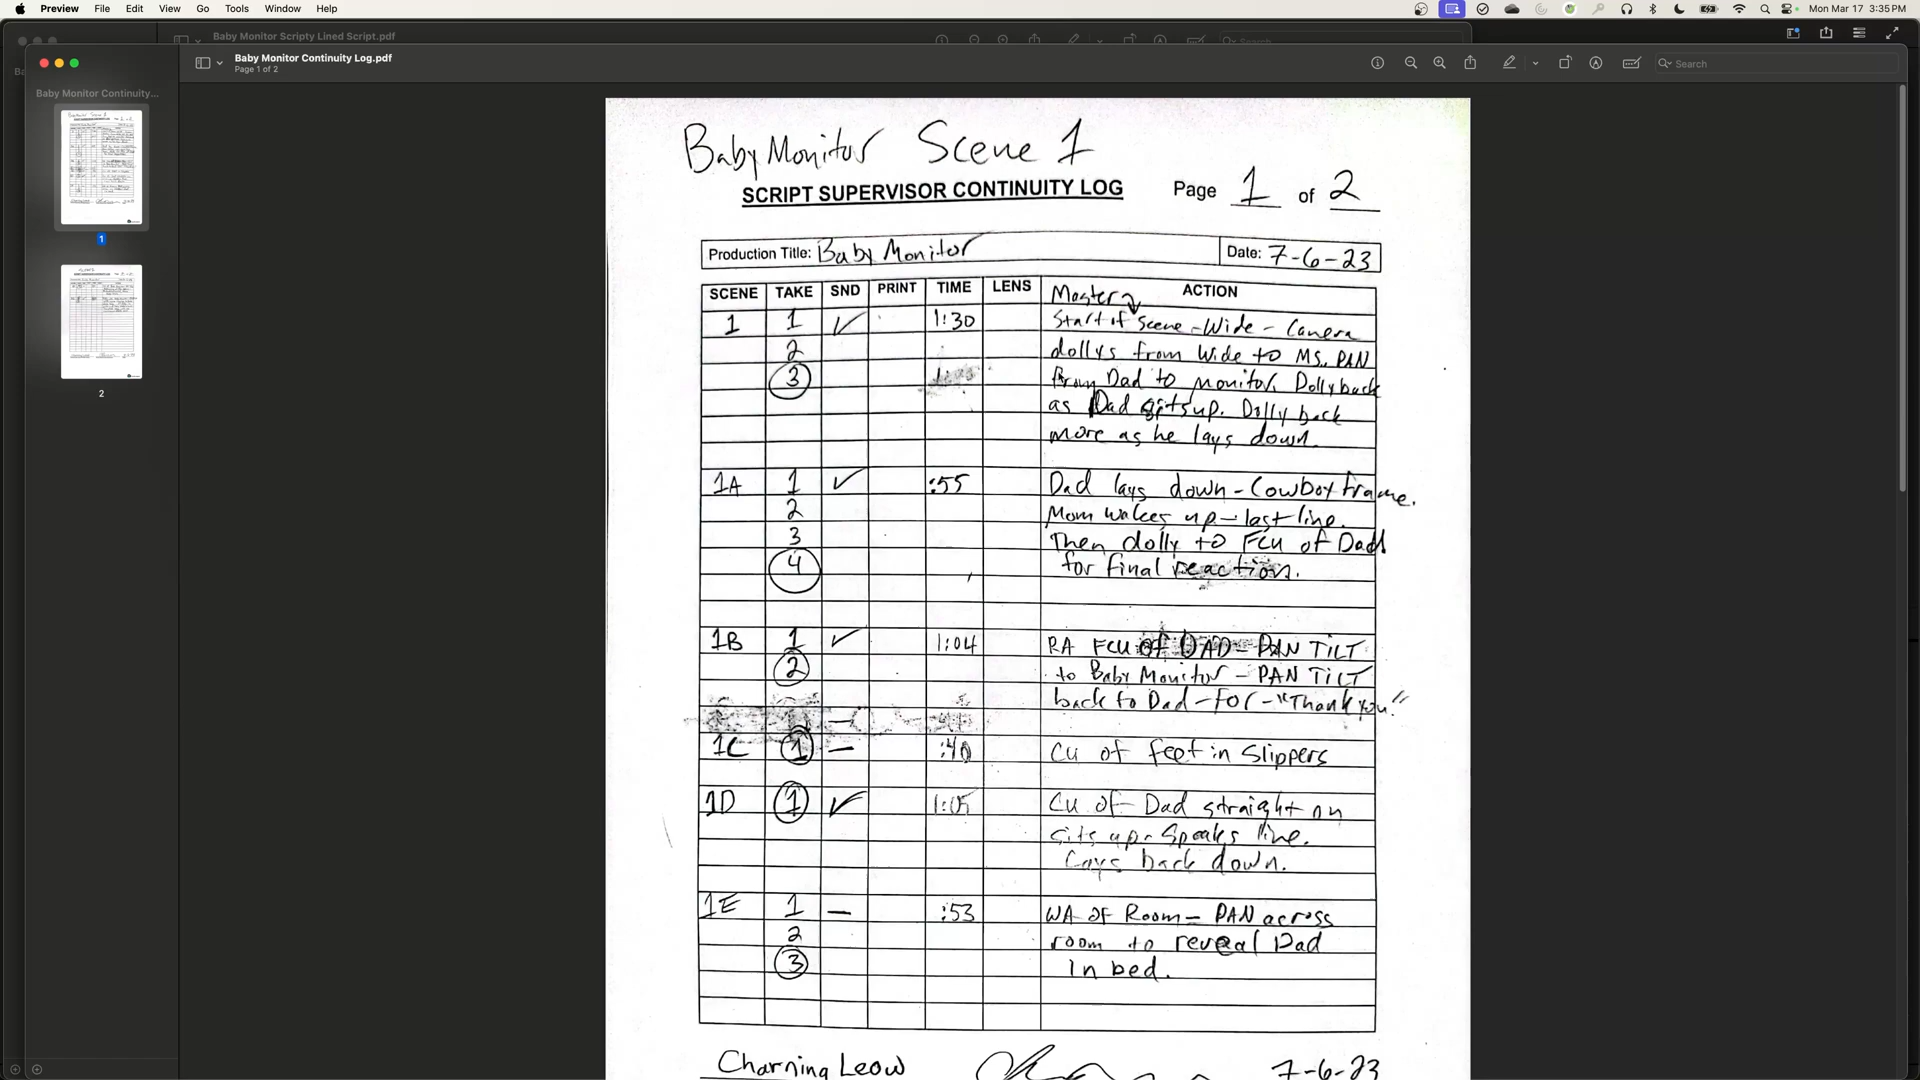 Preview File Edit View Go Tools Window Help
Mon Mar 17 3:35 PM
Baby Monitor Scripty Lined Script.pdf
Search
Baby Monitor Continuity Log.pdf
Page 1 of 2
Search
Baby Monitor Continuity...
1
2
Baby Monitor Scene 1
SCRIPT SUPERVISOR CONTINUITY LOG Page 1 of 2
Production Title: Baby Monitor Date: 7-6-23
SCENE TAKE SND PRINT TIME LENS ACTION
Master
1 1 ✓ 1:30 Start of Scene - Wide - Camera
2 dollys from Wide to MS. PAN
3 from Dad to monitor. Dolly back
as Dad sits up. Dolly back
more as he lays down.
1A 1 ✓ :55 Dad lays down - Cowboy frame.
2 Mom wakes up - last line.
3 Then dolly to FCU of Dad
4 for final reaction.
1B 1 ✓ 1:04 RA FCU of DAD - PAN TILT
2 to Baby Monitor - PAN TILT
back to Dad - For - "Thank you."
1C 1 — :40 CU of feet in Slippers
1D 1 ✓ 1:05 CU of Dad straight on
sits up - Speaks line.
Lays back down.
1E 1 — :53 WA of Room - PAN across
2 room to reveal Dad
3 in bed.
Charning Leow 7-6-23